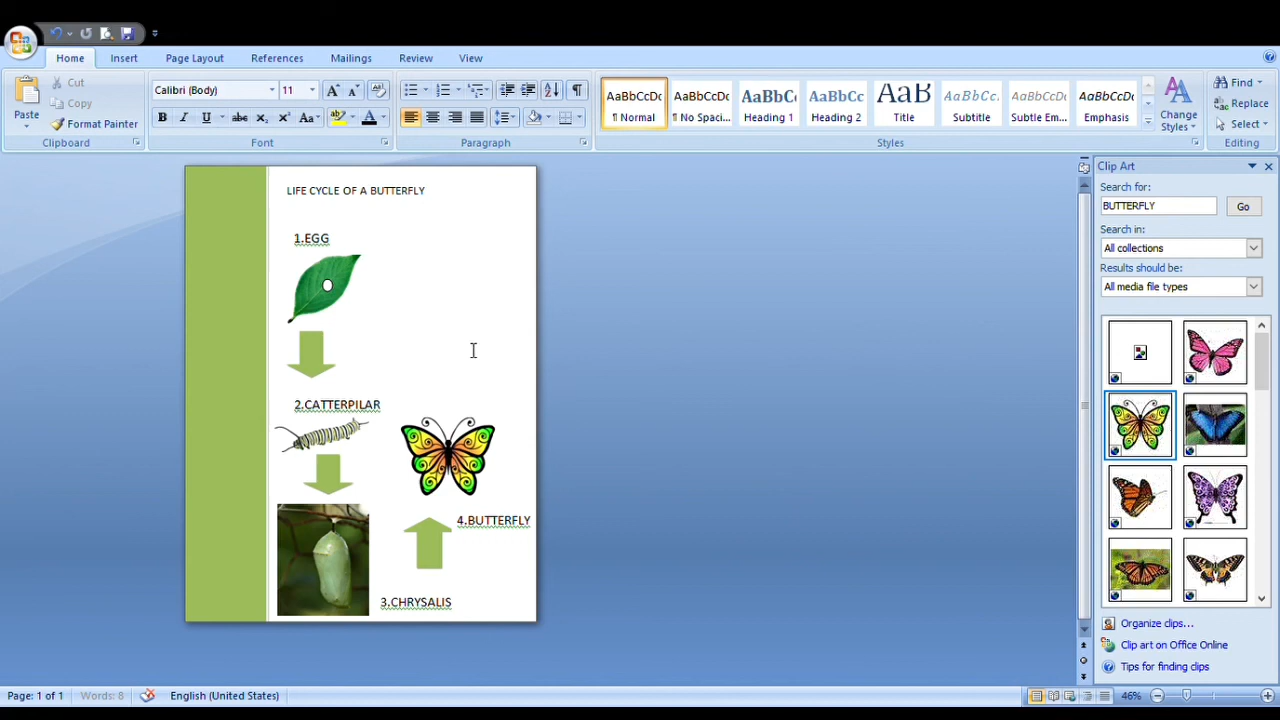 Home Insert Page Layout References Mailings Review View
Cut
Copy
Format Painter
Paste
Clipboard
Calibri (Body) 11
Font
Paragraph
AaBbCcDc AaBbCcDc AaBbCc AaBbCc AaB AaBbCc. AaBbCcDc AaBbCcDc
¶ Normal ¶ No Spaci... Heading 1 Heading 2 Title Subtitle Subtle Em... Emphasis
Change Styles
Styles
Find
Replace
Select
Editing
LIFE CYCLE OF A BUTTERFLY
1.EGG
2.CATTERPILAR
3.CHRYSALIS
4.BUTTERFLY
Clip Art
Search for:
BUTTERFLY Go
Search in:
All collections
Results should be:
All media file types
Organize clips...
Clip art on Office Online
Tips for finding clips
Page: 1 of 1 Words: 8 English (United States) 46%